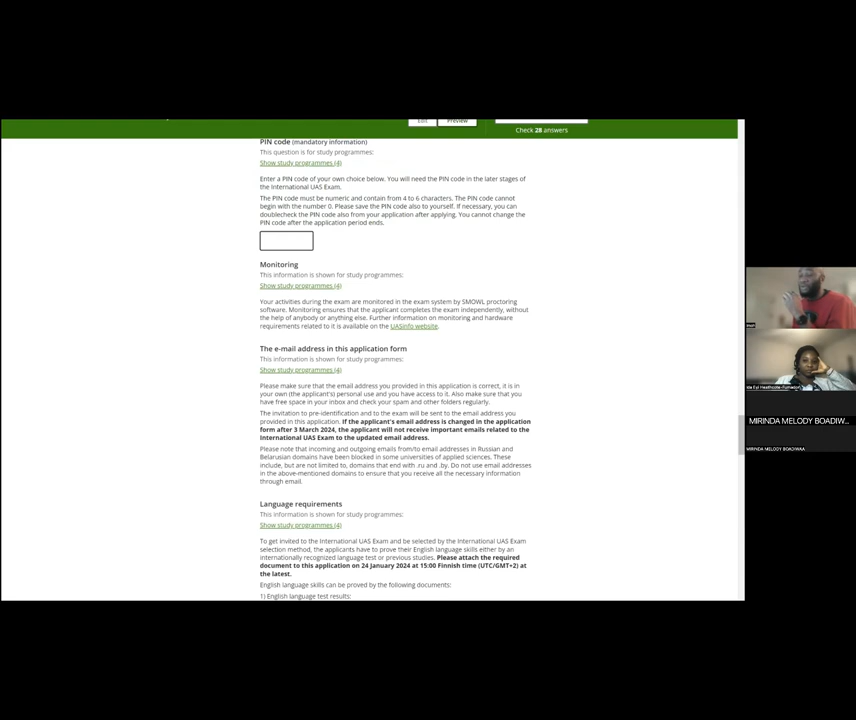 Edit
Preview
Check 28 answers
PIN code (mandatory information)
This question is for study programmes:
Show study programmes (4)
Enter a PIN code of your own choice below. You will need the PIN code in the later stages of
the International UAS Exam.
The PIN code must be numeric and contain from 4 to 6 characters. The PIN code cannot
begin with the number 0. Please save the PIN code also to yourself. If necessary, you can
doublecheck the PIN code also from your application after applying. You cannot change the
PIN code after the application period ends.
Monitoring
This information is shown for study programmes:
Show study programmes (4)
Your activities during the exam are monitored in the exam system by SMOWL proctoring
software. Monitoring ensures that the applicant completes the exam independently, without
the help of anybody or anything else. Further information on monitoring and hardware
requirements related to it is available on the UASinfo website.
The e-mail address in this application form
This information is shown for study programmes:
Show study programmes (4)
Please make sure that the email address you provided in this application is correct, it is in
your own (the applicant's) personal use and you have access to it. Also make sure that you
have free space in your inbox and check your spam and other folders regularly.
The invitation to pre-identification and to the exam will be sent to the email address you
provided in this application. If the applicant's email address is changed in the application
form after 3 March 2024, the applicant will not receive important emails related to the
International UAS Exam to the updated email address.
Please note that incoming and outgoing emails from/to email addresses in Russian and
Belarusian domains have been blocked in some universities of applied sciences. These
include, but are not limited to, domains that end with .ru and .by. Do not use email addresses
in the above-mentioned domains to ensure that you receive all the necessary information
through email.
Language requirements
This information is shown for study programmes:
Show study programmes (4)
To get invited to the International UAS Exam and be selected by the International UAS Exam
selection method, the applicants have to prove their English language skills either by an
internationally recognized language test or previous studies. Please attach the required
document to this application on 24 January 2024 at 15:00 Finnish time (UTC/GMT+2) at
the latest.
English language skills can be proved by the following documents:
1) English language test results;
MIRINDA MELODY BOADIW...
MIRINDA MELODY BOADIWAA